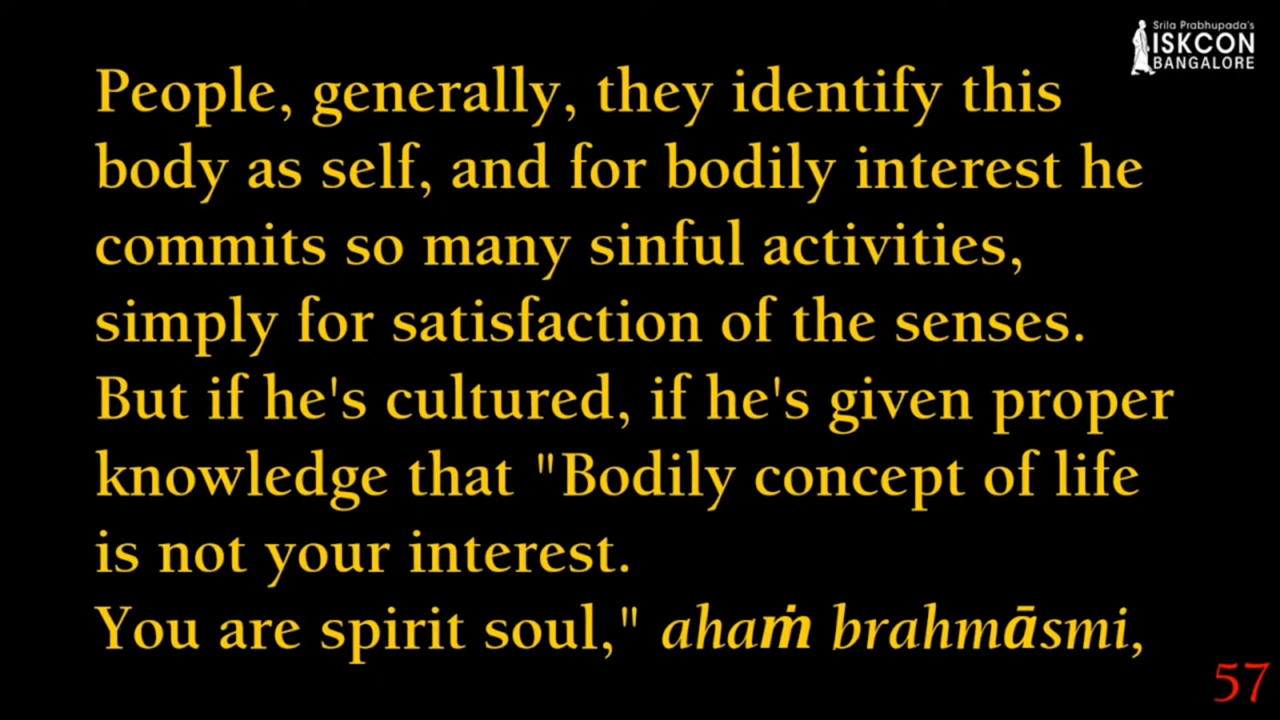 Srila Prabhupada's
ISKCON
BANGALORE
People, generally, they identify this
body as self, and for bodily interest he
commits so many sinful activities,
simply for satisfaction of the senses.
But if he's cultured, if he's given proper
knowledge that "Bodily concept of life
is not your interest.
You are spirit soul," ahaṁ brahmāsmi,
57